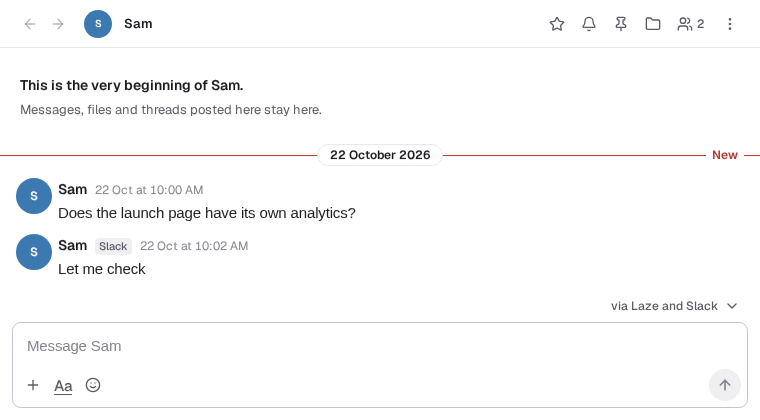 S Sam 2
This is the very beginning of Sam.
Messages, files and threads posted here stay here.
22 October 2026 New
S Sam 22 Oct at 10:00 AM
Does the launch page have its own analytics?
S Sam Slack 22 Oct at 10:02 AM
Let me check
via Laze and Slack
Message Sam
Aa